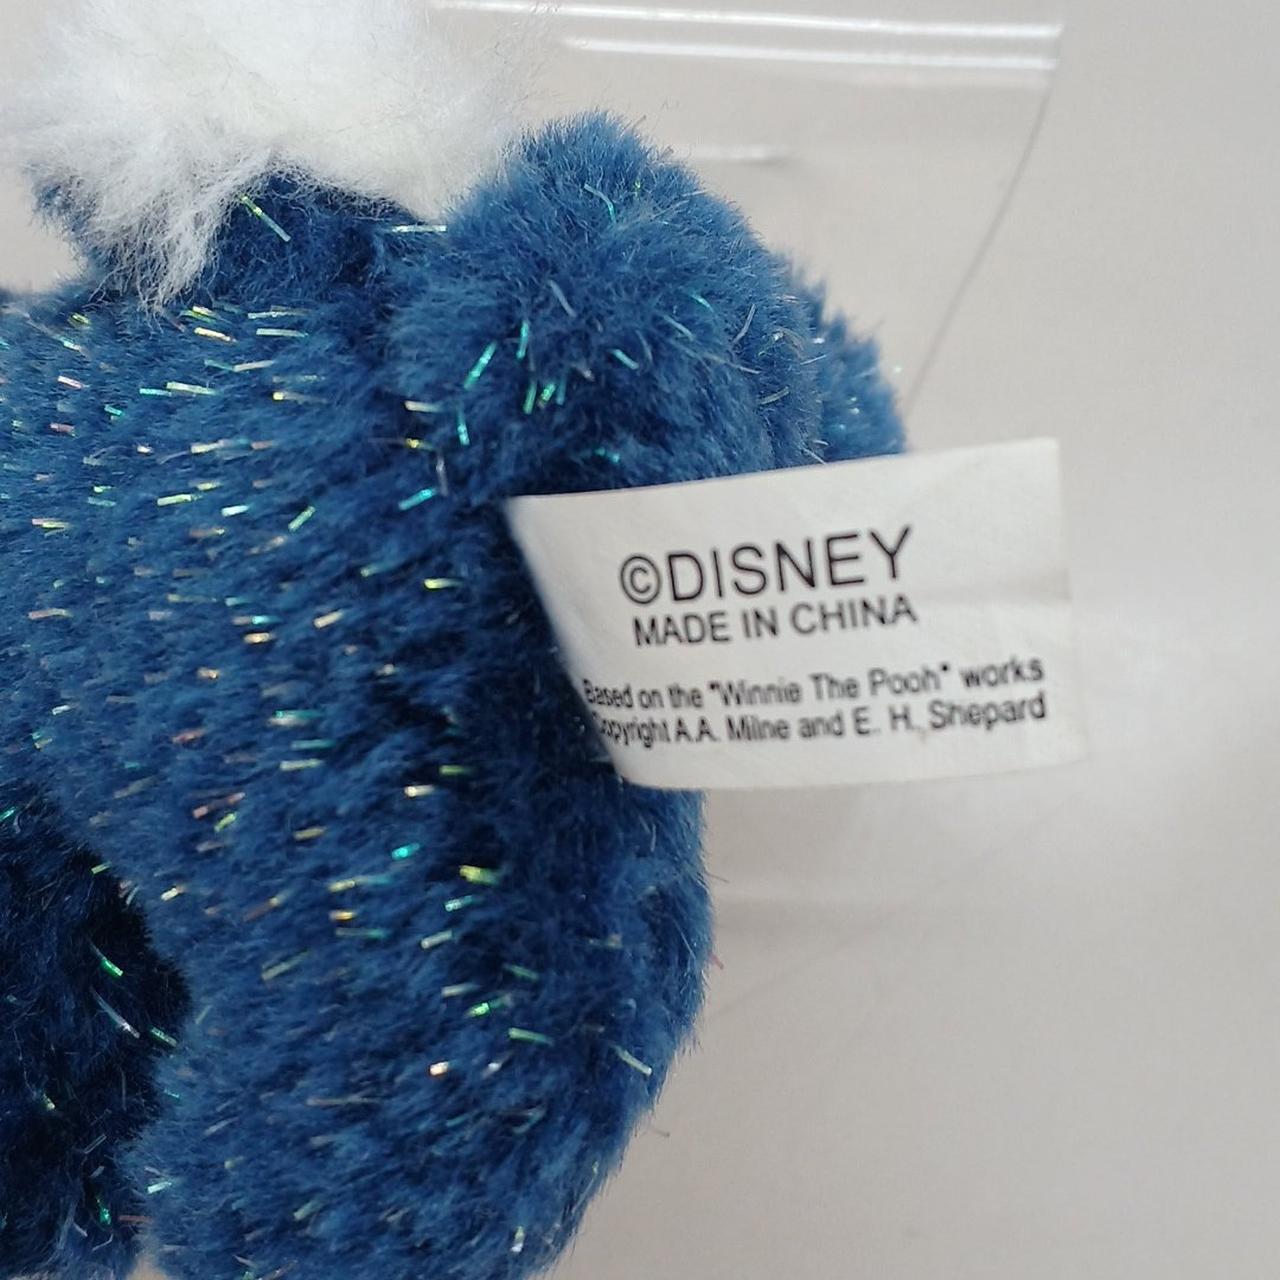 ©DISNEY
MADE IN CHINA
Based on the "Winnie The Pooh" works
Copyright A.A. Milne and E. H. Shepard